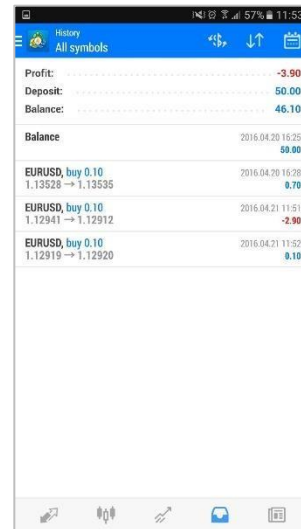 57% 11:53
History
All symbols
Profit: -3.90
Deposit: 50.00
Balance: 46.10
Balance 2016.04.20 16:25
50.00
EURUSD, buy 0.10 2016.04.20 16:28
1.13528 → 1.13535 0.70
EURUSD, buy 0.10 2016.04.21 11:51
1.12941 → 1.12912 -2.90
EURUSD, buy 0.10 2016.04.21 11:52
1.12919 → 1.12920 0.10